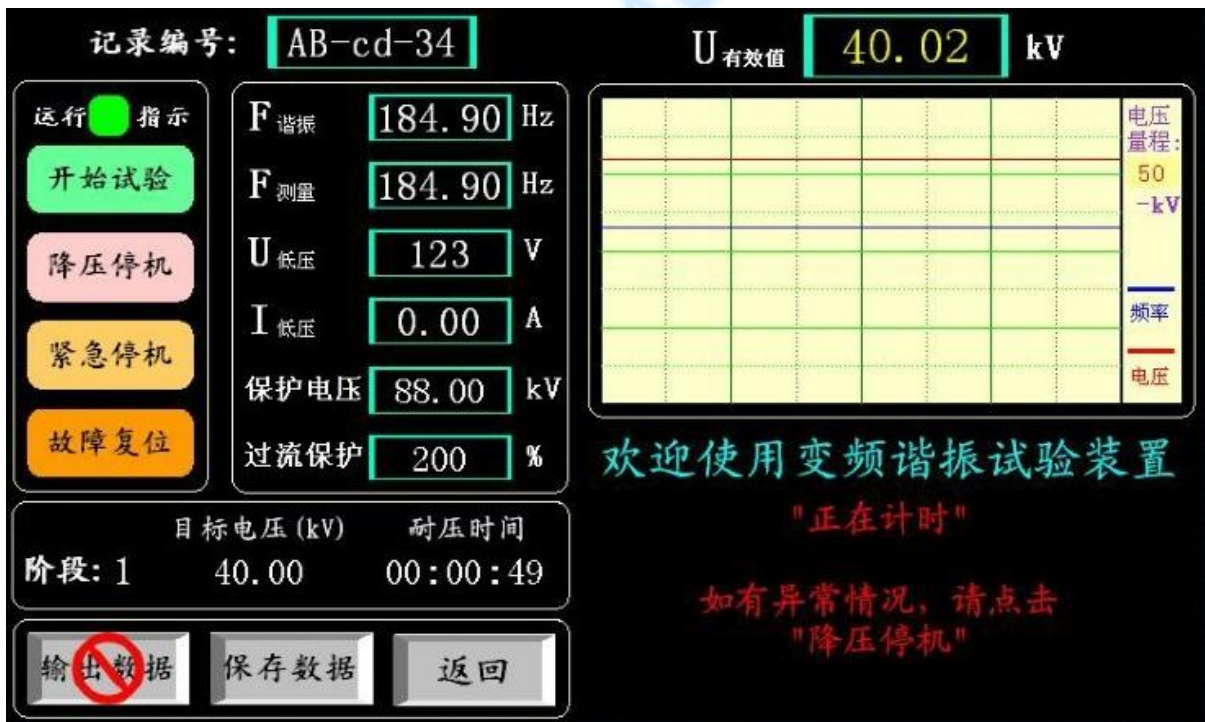 记录编号: AB-cd-34
U有效值 40.02 kV
运行 指示
开始试验
降压停机
紧急停机
故障复位
F谐振 184.90 Hz
F测量 184.90 Hz
U低压 123 V
I低压 0.00 A
保护电压 88.00 kV
过流保护 200 %
电压
量程:
50
-kV
频率
电压
欢迎使用变频谐振试验装置
"正在计时"
如有异常情况，请点击
"降压停机"
目标电压(kV) 耐压时间
阶段: 1 40.00 00:00:49
输出数据 保存数据 返回